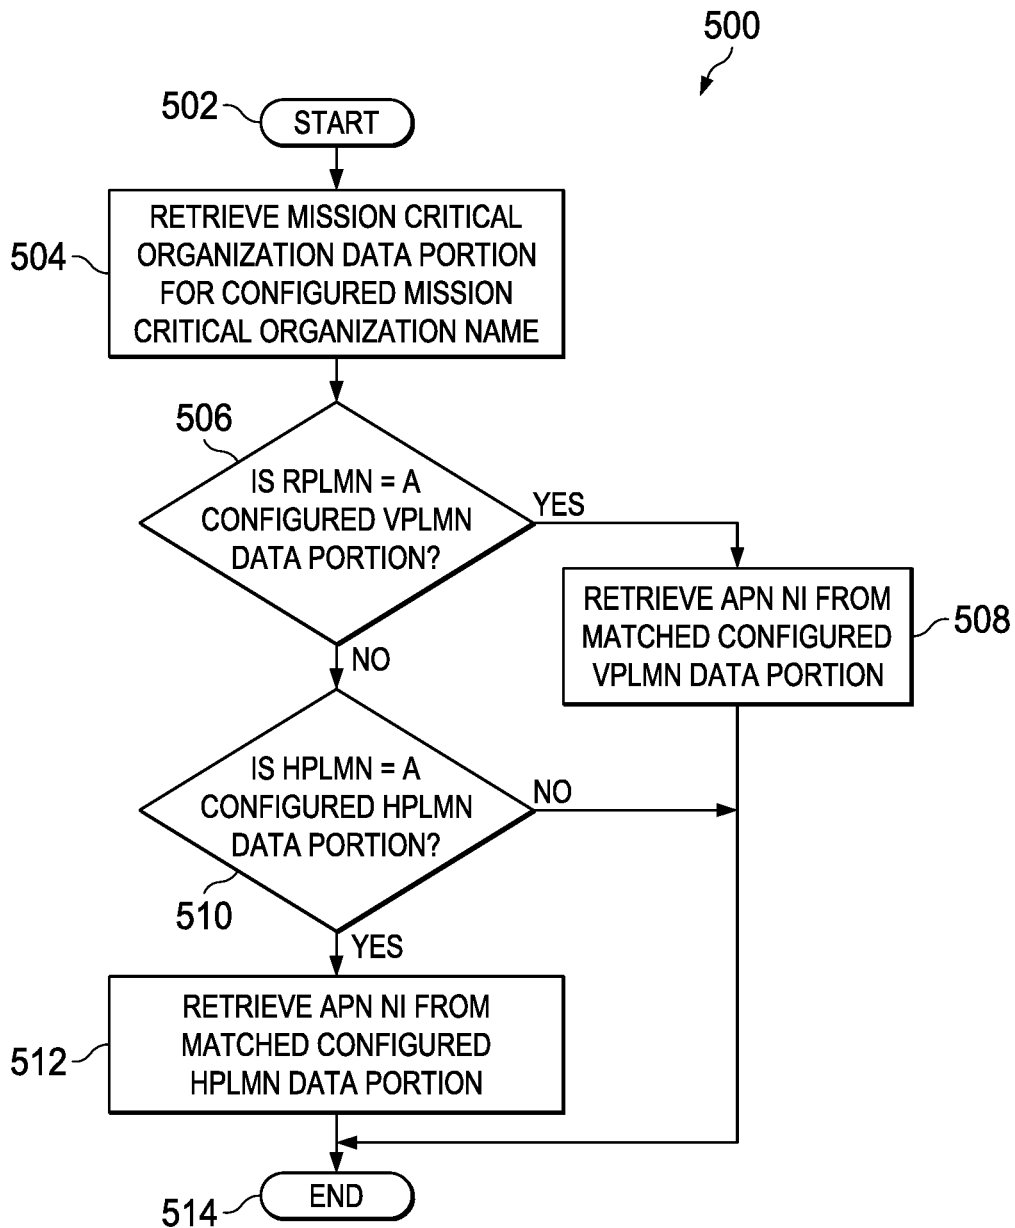 500
502
START
504
RETRIEVE MISSION CRITICAL
ORGANIZATION DATA PORTION
FOR CONFIGURED MISSION
CRITICAL ORGANIZATION NAME
506
IS RPLMN = A
CONFIGURED VPLMN
DATA PORTION?
YES
NO
RETRIEVE APN NI FROM
MATCHED CONFIGURED
VPLMN DATA PORTION
508
IS HPLMN = A
CONFIGURED HPLMN
DATA PORTION?
NO
510
YES
RETRIEVE APN NI FROM
MATCHED CONFIGURED
HPLMN DATA PORTION
512
END
514